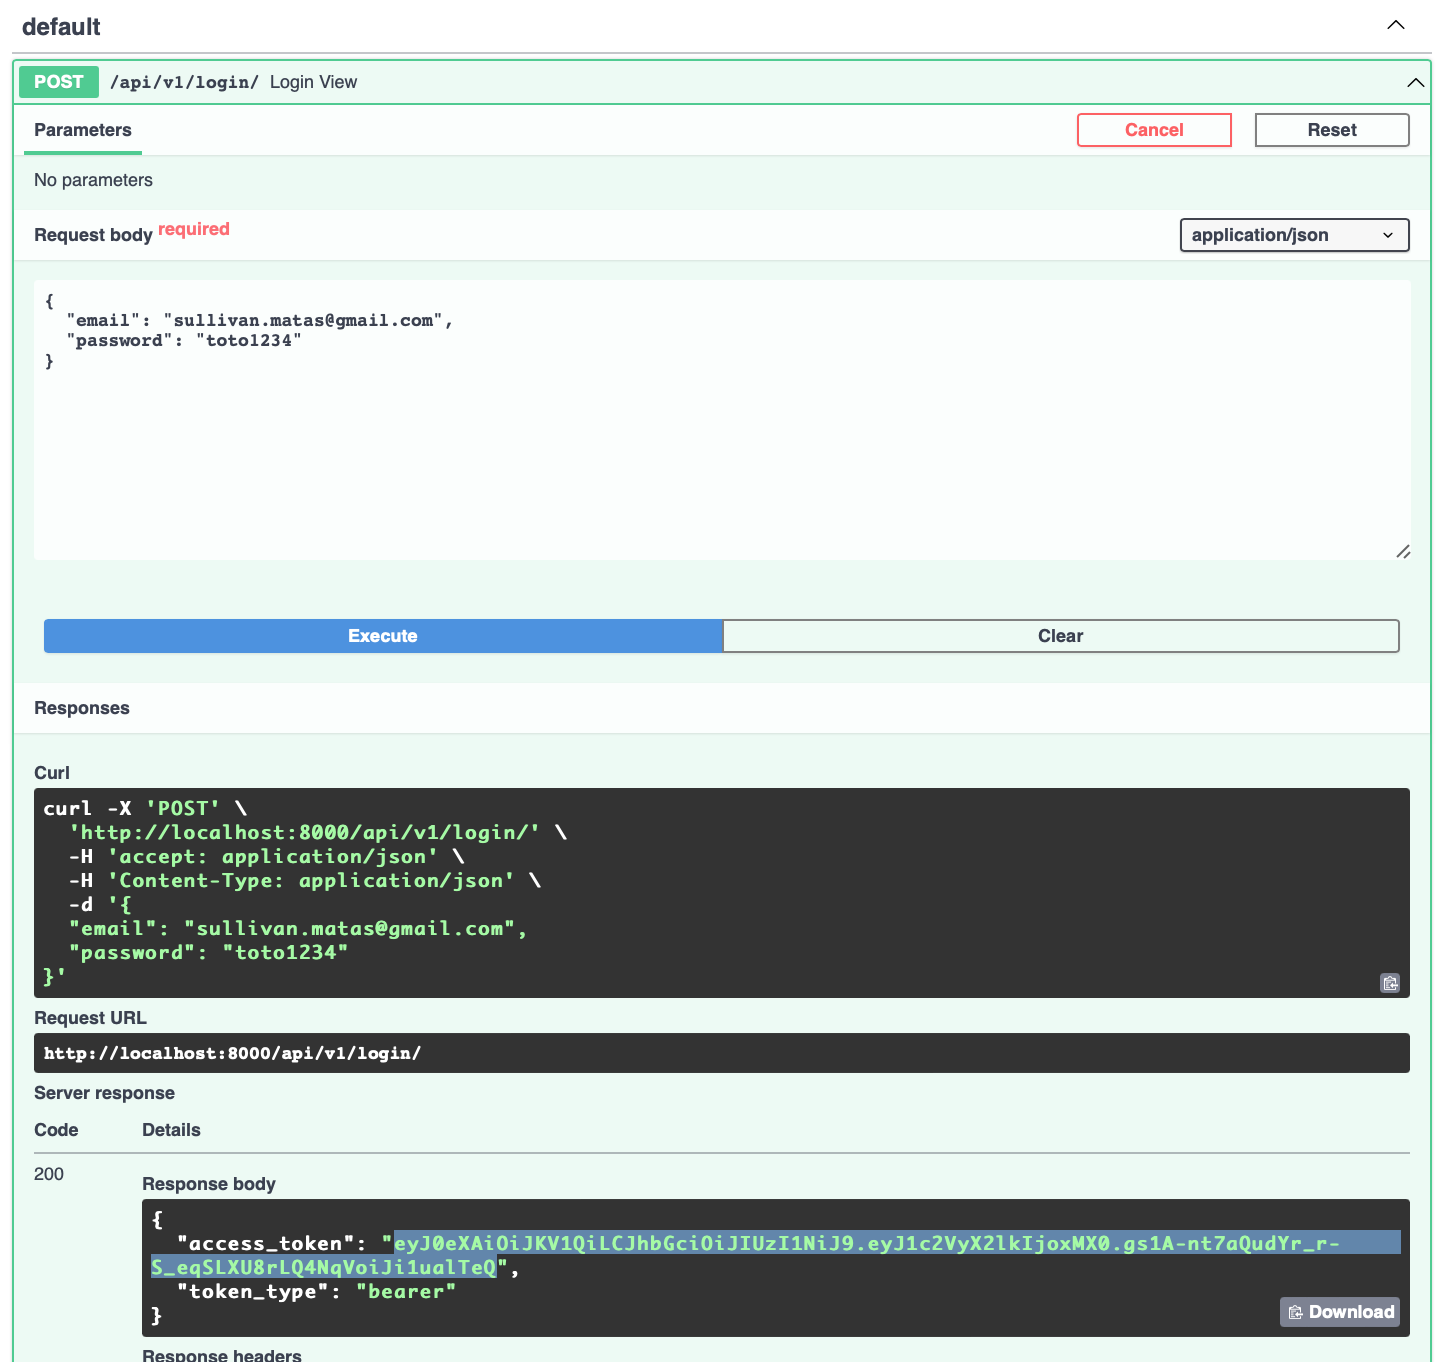 default
POST /api/v1/login/ Login View
Parameters
Cancel
Reset
No parameters
Request body required
application/json
{
  "email": "sullivan.matas@gmail.com",
  "password": "toto1234"
}
Execute
Clear
Responses
Curl
curl -X 'POST' \
  'http://localhost:8000/api/v1/login/' \
  -H 'accept: application/json' \
  -H 'Content-Type: application/json' \
  -d '{
  "email": "sullivan.matas@gmail.com",
  "password": "toto1234"
}'
Request URL
http://localhost:8000/api/v1/login/
Server response
Code Details
200
Response body
{
  "access_token": "eyJ0eXAiOiJKV1QiLCJhbGciOiJIUzI1NiJ9.eyJ1c2VyX2lkIjoxMX0.gs1A-nt7aQudYr_r-
S_eqSLXU8rLQ4NqVoiJi1ualTeQ",
  "token_type": "bearer"
}
Download
Response headers